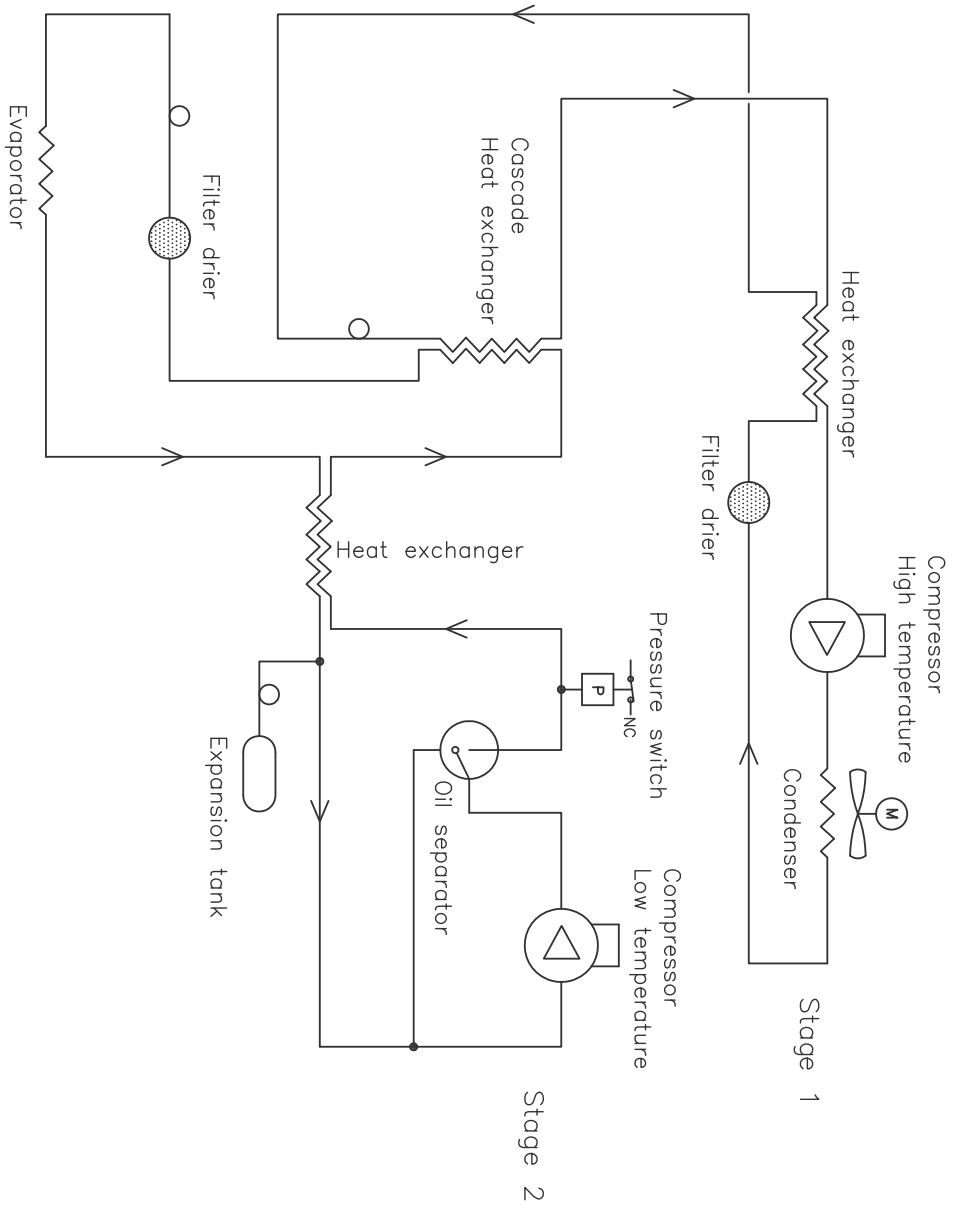 Stage 1
Compressor
High temperature
M
Condenser
Heat exchanger
Filter drier
Stage 2
Compressor
Low temperature
Pressure switch
NC
P
Oil separator
Cascade
Heat exchanger
Heat exchanger
Expansion tank
Filter drier
Evaporator